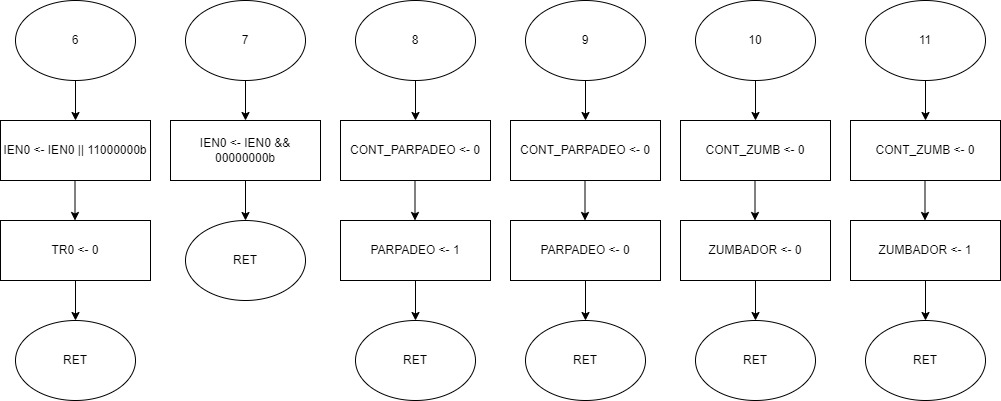 6
7
8
9
10
11
IEN0 <- IEN0 || 11000000b
IEN0 <- IEN0 &&
00000000b
CONT_PARPADEO <- 0
CONT_PARPADEO <- 0
CONT_ZUMB <- 0
CONT_ZUMB <- 0
TR0 <- 0
RET
PARPADEO <- 1
PARPADEO <- 0
ZUMBADOR <- 0
ZUMBADOR <- 1
RET
RET
RET
RET
RET